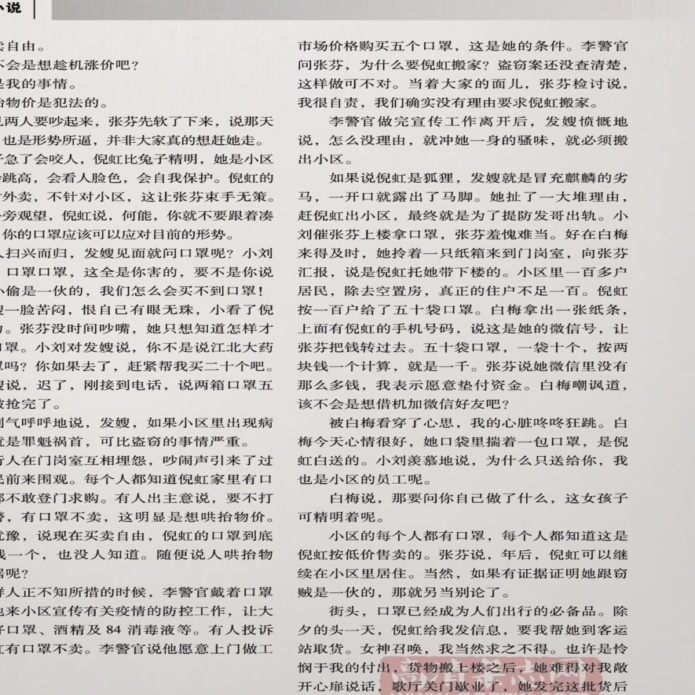 小说
卖自由。
不会是想趁机涨价吧？
是我的事情。
抬物价是犯法的。
见两人要吵起来，张芬先软了下来，说那天
，也是形势所逼，并非大家真的想赶她走。
子急了会咬人，倪虹比兔子精明，她是小区
跳高，会看人脸色，会自我保护。倪虹的
对外卖，不针对小区，这让张芬束手无策。
旁观望，倪虹说，何能，你就不要跟着凑
你的口罩应该可以应对目前的形势。
人扫兴而归，发嫂见面就问口罩呢？小刘
口罩口罩，这全是你害的，要不是你说
小偷是一伙的，我们怎么会买不到口罩！
嫂一脸苦闷，恨自己有眼无珠，小看了倪
。张芬没时间吵嘴，她只想知道怎样才
口罩。小刘对发嫂说，你不是说江北大药
罩吗？你如果去了，赶紧帮我买二十个吧。
嫂说，迟了，刚接到电话，说两箱口罩五
被抢完了。
刘气呼呼地说，发嫂，如果小区里出现病
就是罪魁祸首，可比盗窃的事情严重。
行人在门岗室互相埋怨，吵闹声引来了过
民前来围观。每个人都知道倪虹家里有口
都不敢登门求购。有人出主意说，要不打
警，有口罩不卖，这明显是想哄抬物价。
犹豫，说现在买卖自由，倪虹的口罩到底
钱一个，也没人知道。随便说人哄抬物
据呢？
群人正不知所措的时候，李警官戴着口罩
他来小区宣传有关疫情的防控工作，让大
好口罩、酒精及 84 消毒液等。有人投诉
虹有口罩不卖。李警官说他愿意上门做工
市场价格购买五个口罩，这是她的条件。李警官
问张芬，为什么要倪虹搬家？盗窃案还没查清楚，
这样做可不对。当着大家的面儿，张芬检讨说，
我很自责，我们确实没有理由要求倪虹搬家。
李警官做完宣传工作离开后，发嫂愤慨地
说，怎么没理由，就冲她一身的骚味，就必须搬
出小区。
如果说倪虹是狐狸，发嫂就是冒充麒麟的劣
马，一开口就露出了马脚。她扯了一大堆理由，
赶倪虹出小区，最终就是为了提防发哥出轨。小
刘催张芬上楼拿口罩，张芬羞愧难当。好在白梅
来得及时，她拎着一只纸箱来到门岗室，向张芬
汇报，说是倪虹托她带下楼的。小区里一百多户
居民，除去空置房，真正的住户不足一百。倪虹
按一百户给了五十袋口罩。白梅拿出一张纸条，
上面有倪虹的手机号码，说这是她的微信号，让
张芬把钱转过去。五十袋口罩，一袋十个，按两
块钱一个计算，就是一千。张芬说她微信里没有
那么多钱，我表示愿意垫付资金。白梅嘲讽道，
该不会是想借机加微信好友吧？
被白梅看穿了心思，我的心脏咚咚狂跳。白
梅今天心情很好，她口袋里揣着一包口罩，是倪
虹白送的。小刘羡慕地说，为什么只送给你，我
也是小区的员工呢。
白梅说，那要问你自己做了什么，这女孩子
可精明着呢。
小区的每个人都有口罩，每个人都知道这是
倪虹按低价售卖的。张芬说，年后，倪虹可以继
续在小区里居住。当然，如果有证据证明她跟窃
贼是一伙的，那就另当别论了。
街头，口罩已经成为人们出行的必备品。除
夕的头一天，倪虹给我发信息，要我帮她到客运
站取货。女神召唤，我当然求之不得。也许是怜
悯于我的付出，货物搬上楼之后，她难得对我敞
开心扉说话，歌厅关门歇业了，她发完这批货后